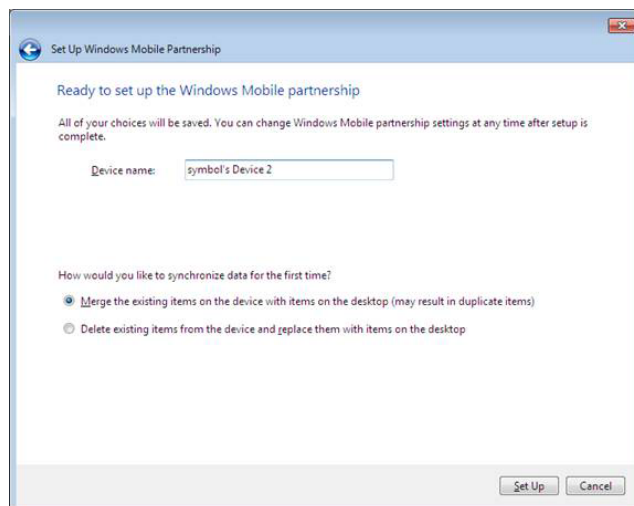 Set Up Windows Mobile Partnership
Ready to set up the Windows Mobile partnership
All of your choices will be saved. You can change Windows Mobile partnership settings at any time after setup is
complete.
Device name: symbol's Device 2
How would you like to synchronize data for the first time?
Merge the existing items on the device with items on the desktop (may result in duplicate items)
Delete existing items from the device and replace them with items on the desktop
Set Up Cancel